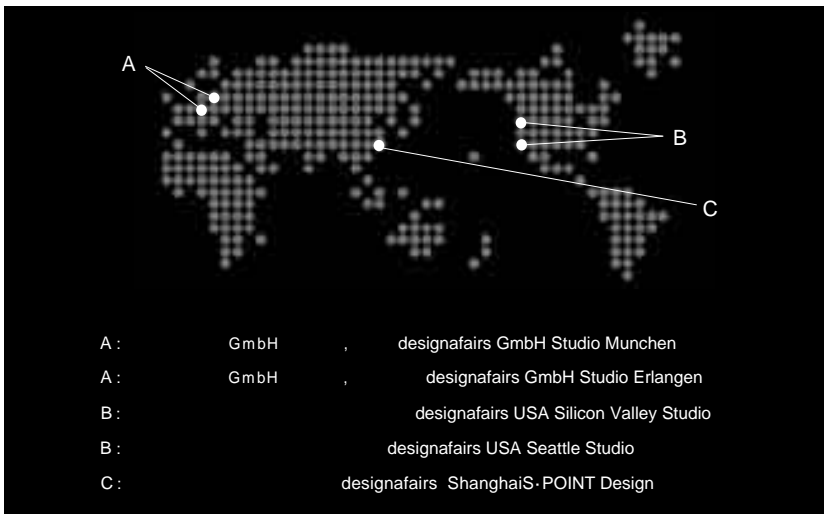 A
B
C
A : GmbH , designafairs GmbH Studio Munchen
A : GmbH , designafairs GmbH Studio Erlangen
B : designafairs USA Silicon Valley Studio
B : designafairs USA Seattle Studio
C : designafairs ShanghaiS·POINT Design